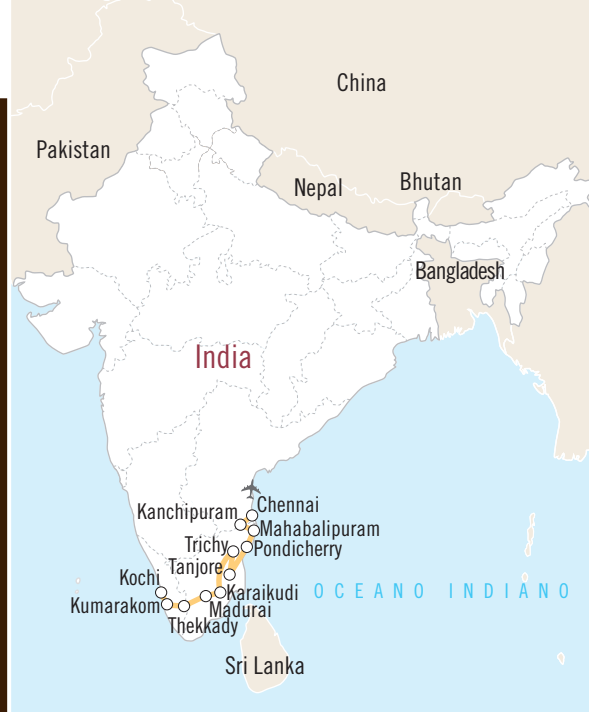 China
Pakistan
Nepal
Bhutan
Bangladesh
India
Kanchipuram
Chennai
Mahabalipuram
Trichy
Pondicherry
Tanjore
Kochi
Karaikudi
OCEANO INDIANO
Kumarakom
Madurai
Thekkady
Sri Lanka